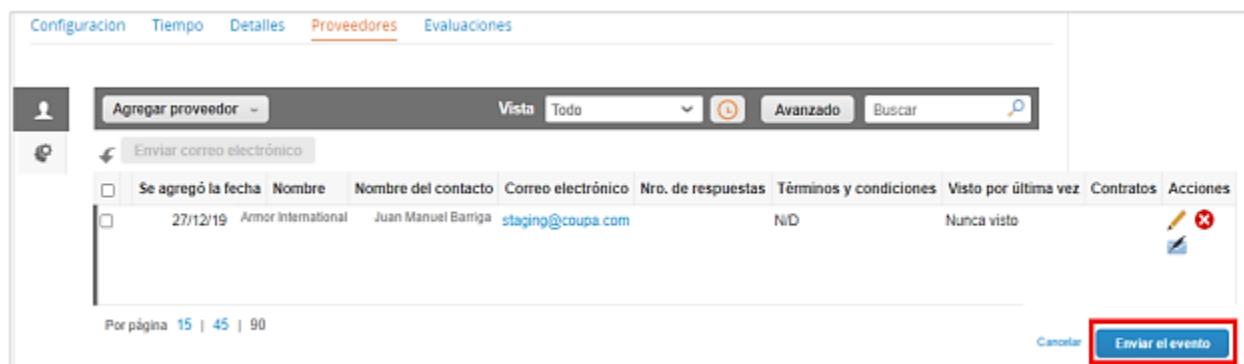 Configuración Tiempo Detalles Proveedores Evaluaciones
Agregar proveedor Vista Todo Avanzado Buscar
Enviar correo electrónico
Se agregó la fecha Nombre Nombre del contacto Correo electrónico Nro. de respuestas Términos y condiciones Visto por última vez Contratos Acciones
27/12/19 Armor International Juan Manuel Barriga staging@coupa.com N/D Nunca visto
Por página 15 | 45 | 90
Cancelar Enviar el evento